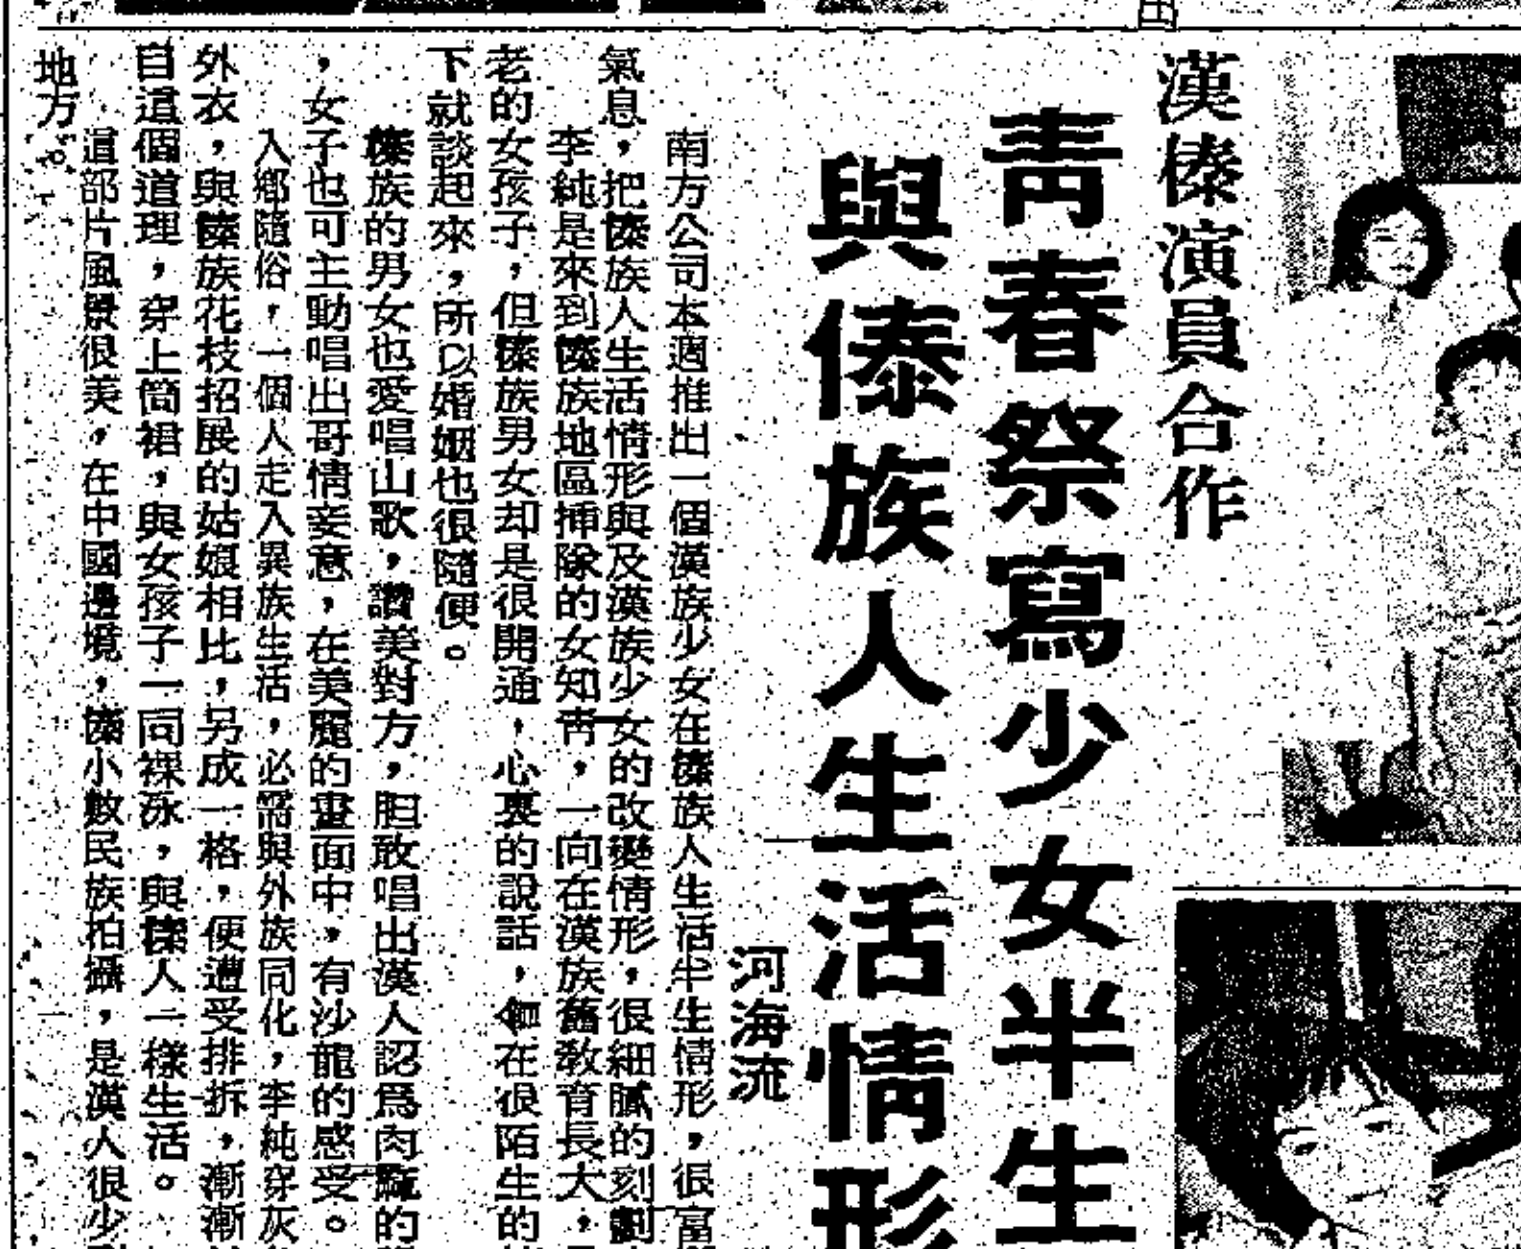 漢傣演員合作
靑春祭寫少女半生
與傣族人生活情形
河海流
南方公司本週推出一個漢族少女在傣族人生活半生情形，很富
氣息，把傣族人生活情形與及漢族少女的改變情形，很細膩的刻劃
李純是來到傣族地區挿隊的女知靑，一向在漢族舊敎育長大，
老的女孩子，但傣族男女却是很開通，心裏的說話，在很陌生的
下就談起來，所以婚姻也很隨便。
傣族的男女也愛唱山歌，讚美對方，胆敢唱出漢人認爲肉麻的
，女子也可主動唱出哥情妾意，在美麗的畫面中，有沙龍的感受。
入鄉隨俗，一個人走入異族生活，必需與外族同化，李純穿灰
外衣，與傣族花枝招展的姑娘相比，另成一格，便遭受排拆，漸漸
自這個道理，穿上筒裙，與女孩子一同裸泳，與傣人一樣生活。
這部片風景很美，在中國邊境，傣小數民族拍攝，是漢人很少
地方。